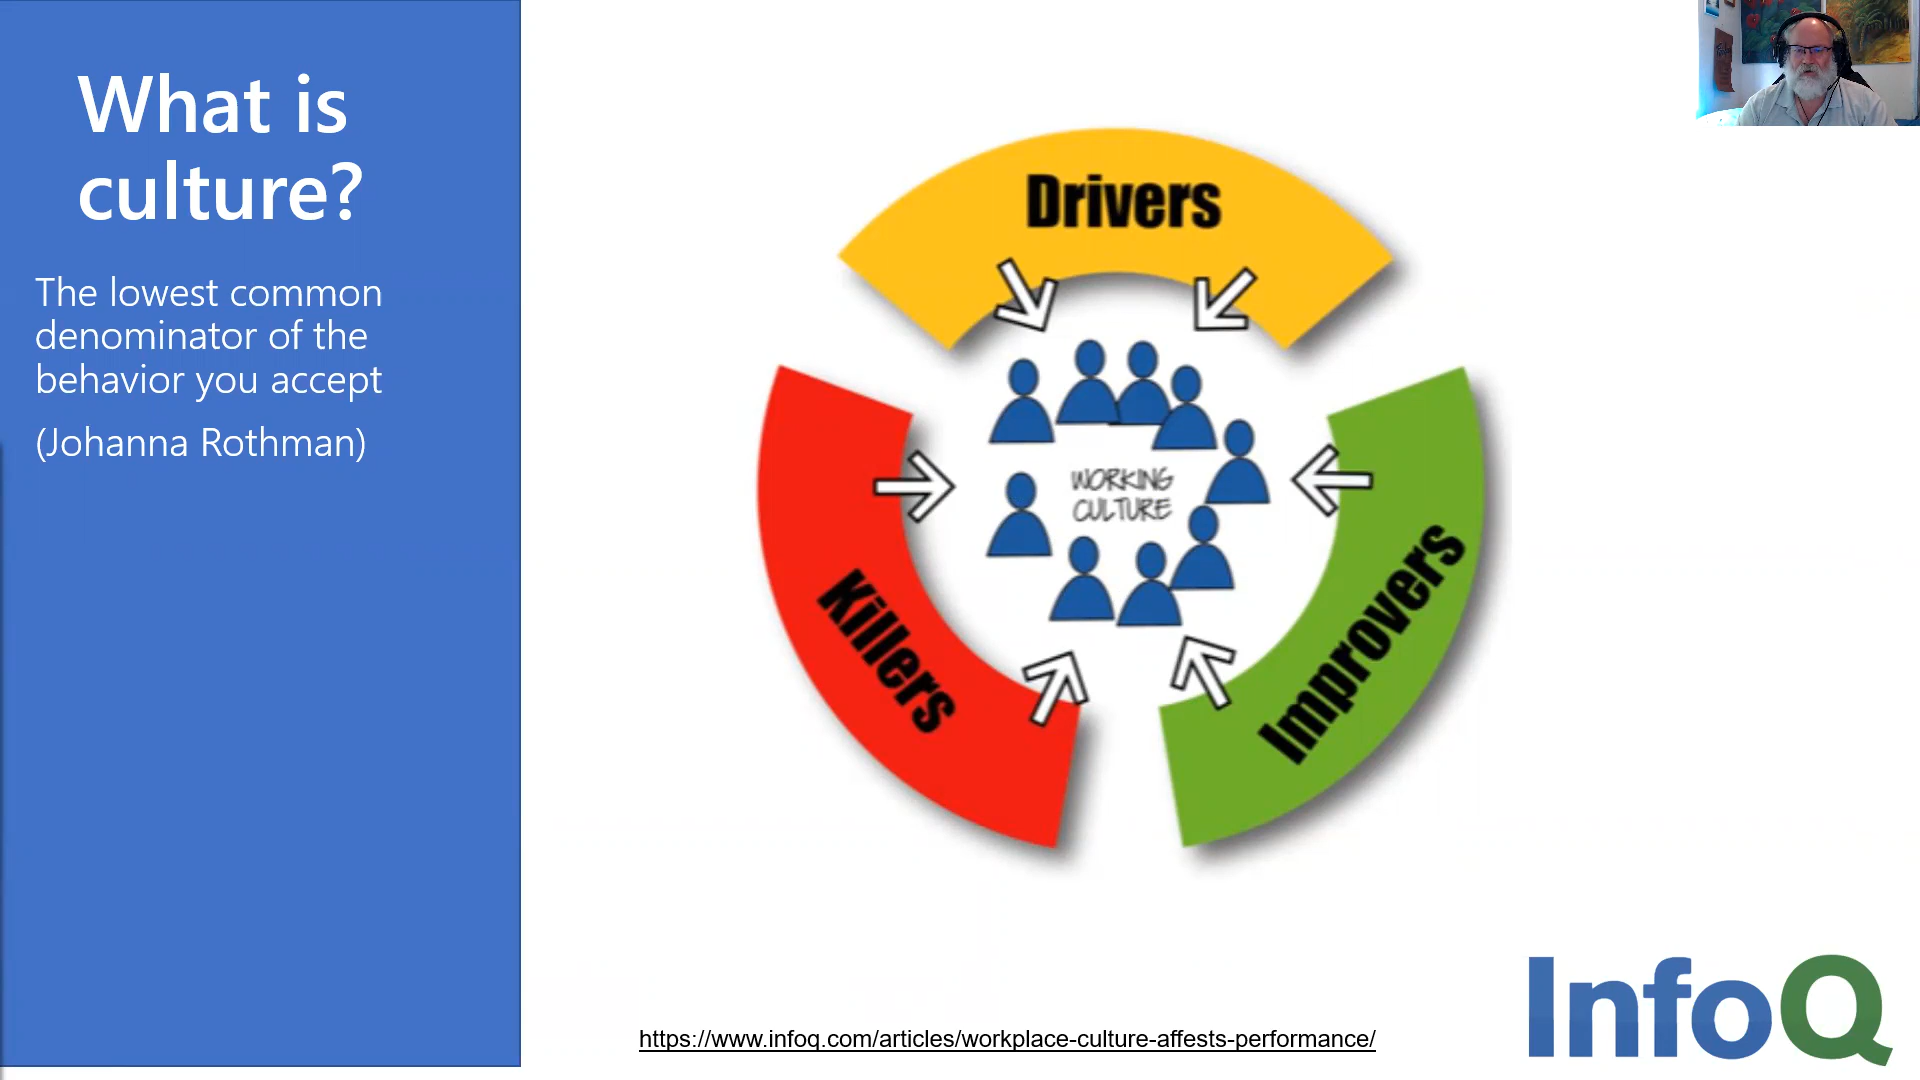 What is
culture?
The lowest common
denominator of the
behavior you accept
(Johanna Rothman)
Drivers
WORKING
CULTURE
Killers
Improvers
https://www.infoq.com/articles/workplace-culture-affests-performance/
InfoQ